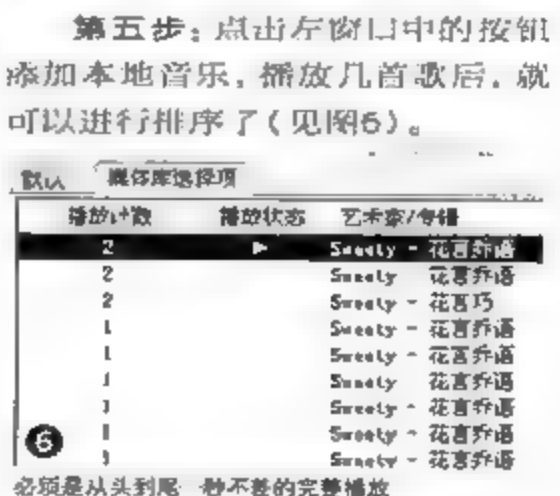 第五步：点击左窗口中的按钮
添加本地音乐，播放几首歌后，就
可以进行排序了（见图6）。
默认 媒体库选择项
播放计数 播放状态 艺术家/专辑
2 ▶ Sweety - 花言乔语
2 Sweety - 花言乔语
2 Sweety - 花言巧
1 Sweety - 花言乔语
1 Sweety - 花言乔语
1 Sweety - 花言乔语
1 Sweety - 花言乔语
1 Sweety - 花言乔语
1 Sweety - 花言乔语
6
必须是从头到尾一秒不差的完整播放